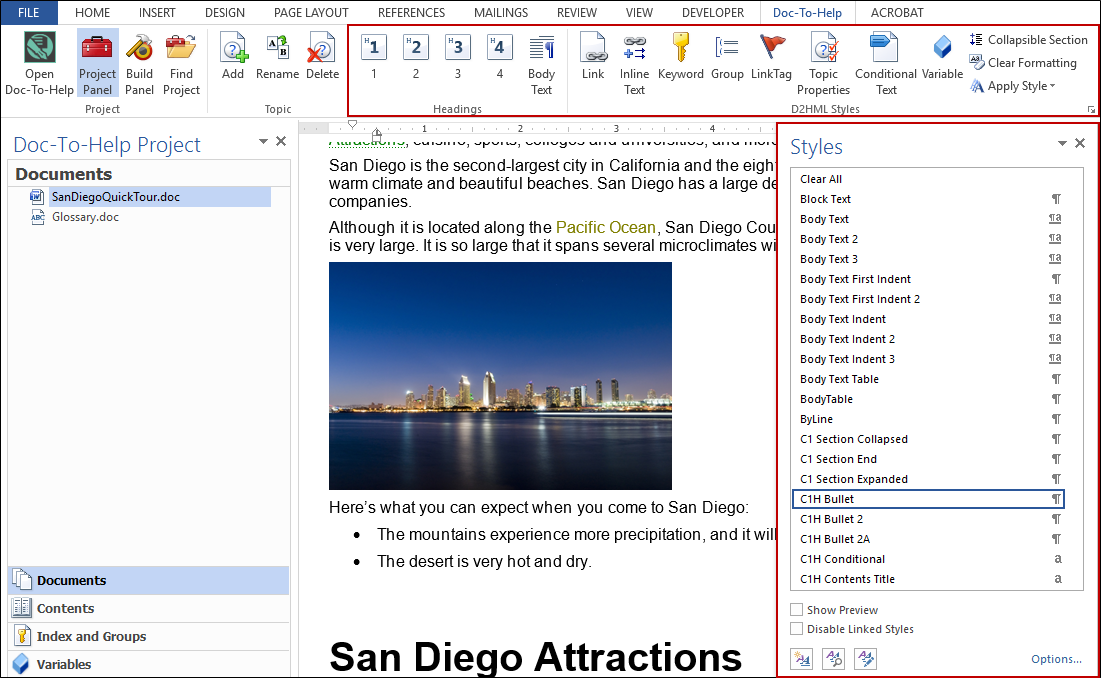 FILE HOME INSERT DESIGN PAGE LAYOUT REFERENCES MAILINGS REVIEW VIEW DEVELOPER Doc-To-Help ACROBAT
Open Doc-To-Help
Project Panel
Build Panel
Find Project
Project
Add
Rename
Delete
Topic
H1 1
H2 2
H3 3
H4 4
Body Text
Headings
Link
Inline Text
Keyword
Group
LinkTag
Topic Properties
Conditional Text
Variable
Collapsible Section
Clear Formatting
Apply Style
D2HML Styles
Doc-To-Help Project
Documents
SanDiegoQuickTour.doc
Glossary.doc
Documents
Contents
Index and Groups
Variables
1 2 3 4
Attractions, cuisine, sports, colleges and universities, and more
San Diego is the second-largest city in California and the eigh
warm climate and beautiful beaches. San Diego has a large de
companies.
Although it is located along the Pacific Ocean, San Diego Cou
is very large. It is so large that it spans several microclimates wi
Here's what you can expect when you come to San Diego:
• The mountains experience more precipitation, and it will
• The desert is very hot and dry.
San Diego Attractions
Styles
Clear All
Block Text ¶
Body Text ¶a
Body Text 2 ¶a
Body Text 3 ¶a
Body Text First Indent ¶
Body Text First Indent 2 ¶a
Body Text Indent ¶a
Body Text Indent 2 ¶a
Body Text Indent 3 ¶a
Body Text Table ¶
BodyTable ¶
ByLine ¶
C1 Section Collapsed ¶
C1 Section End ¶
C1 Section Expanded ¶
C1H Bullet ¶
C1H Bullet 2 ¶
C1H Bullet 2A ¶
C1H Conditional a
C1H Contents Title a
Show Preview
Disable Linked Styles
Options...